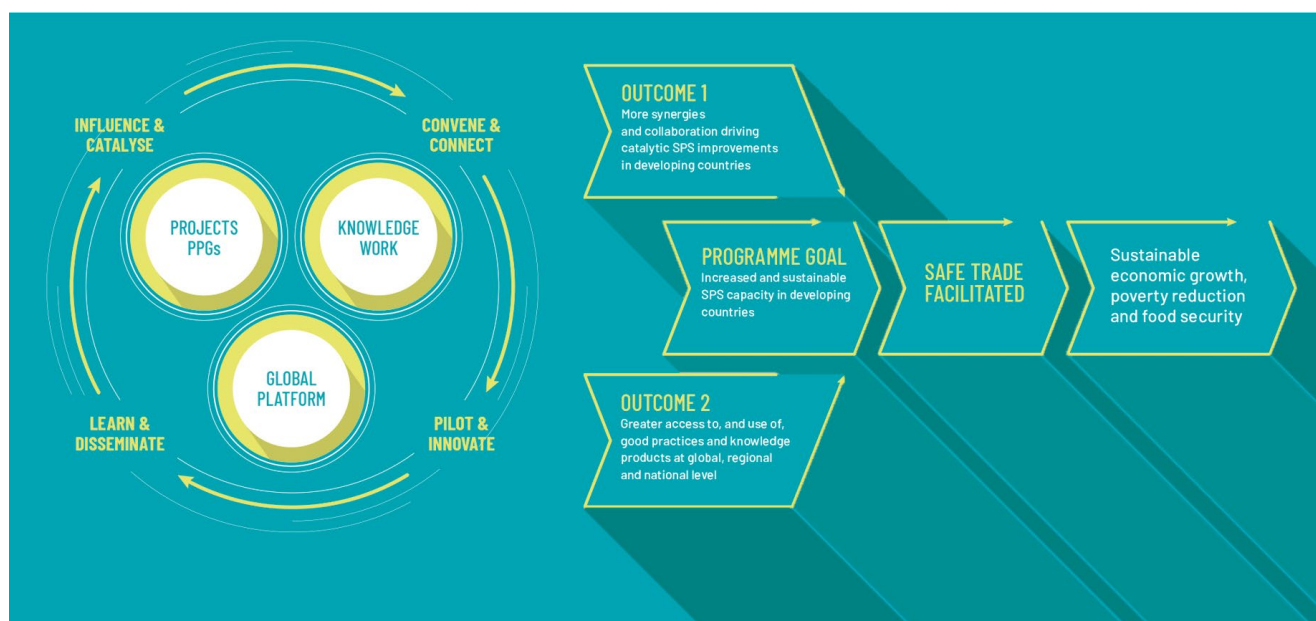 INFLUENCE &
CATALYSE
CONVENE &
CONNECT
PROJECTS
PPGs
KNOWLEDGE
WORK
GLOBAL
PLATFORM
LEARN &
DISSEMINATE
PILOT &
INNOVATE
OUTCOME 1
More synergies
and collaboration driving
catalytic SPS improvements
in developing countries
PROGRAMME GOAL
Increased and sustainable
SPS capacity in developing
countries
SAFE TRADE
FACILITATED
Sustainable
economic growth,
poverty reduction
and food security
OUTCOME 2
Greater access to, and use of,
good practices and knowledge
products at global, regional
and national level